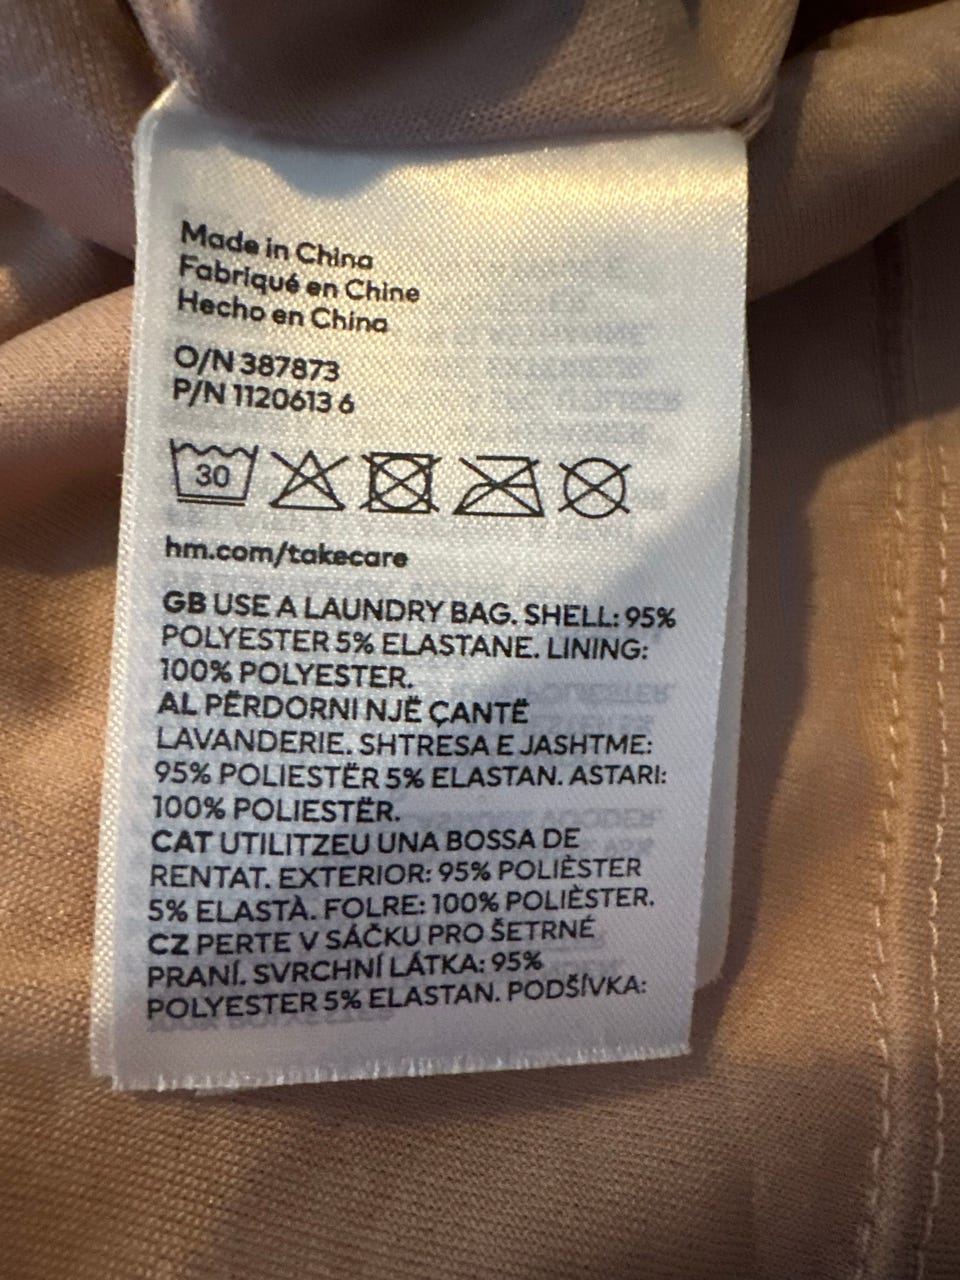 Made in China
Fabriqué en Chine
Hecho en China
O/N 387873
P/N 1120613 6
30
hm.com/takecare
GB USE A LAUNDRY BAG. SHELL: 95%
POLYESTER 5% ELASTANE. LINING:
100% POLYESTER.
AL PËRDORNI NJË ÇANTË
LAVANDERIE. SHTRESA E JASHTME:
95% POLIESTËR 5% ELASTAN. ASTARI:
100% POLIESTËR.
CAT UTILITZEU UNA BOSSA DE
RENTAT. EXTERIOR: 95% POLIÈSTER
5% ELASTÀ. FOLRE: 100% POLIÈSTER.
CZ PERTE V SÁČKU PRO ŠETRNÉ
PRANÍ. SVRCHNÍ LÁTKA: 95%
POLYESTER 5% ELASTAN. PODŠÍVKA: